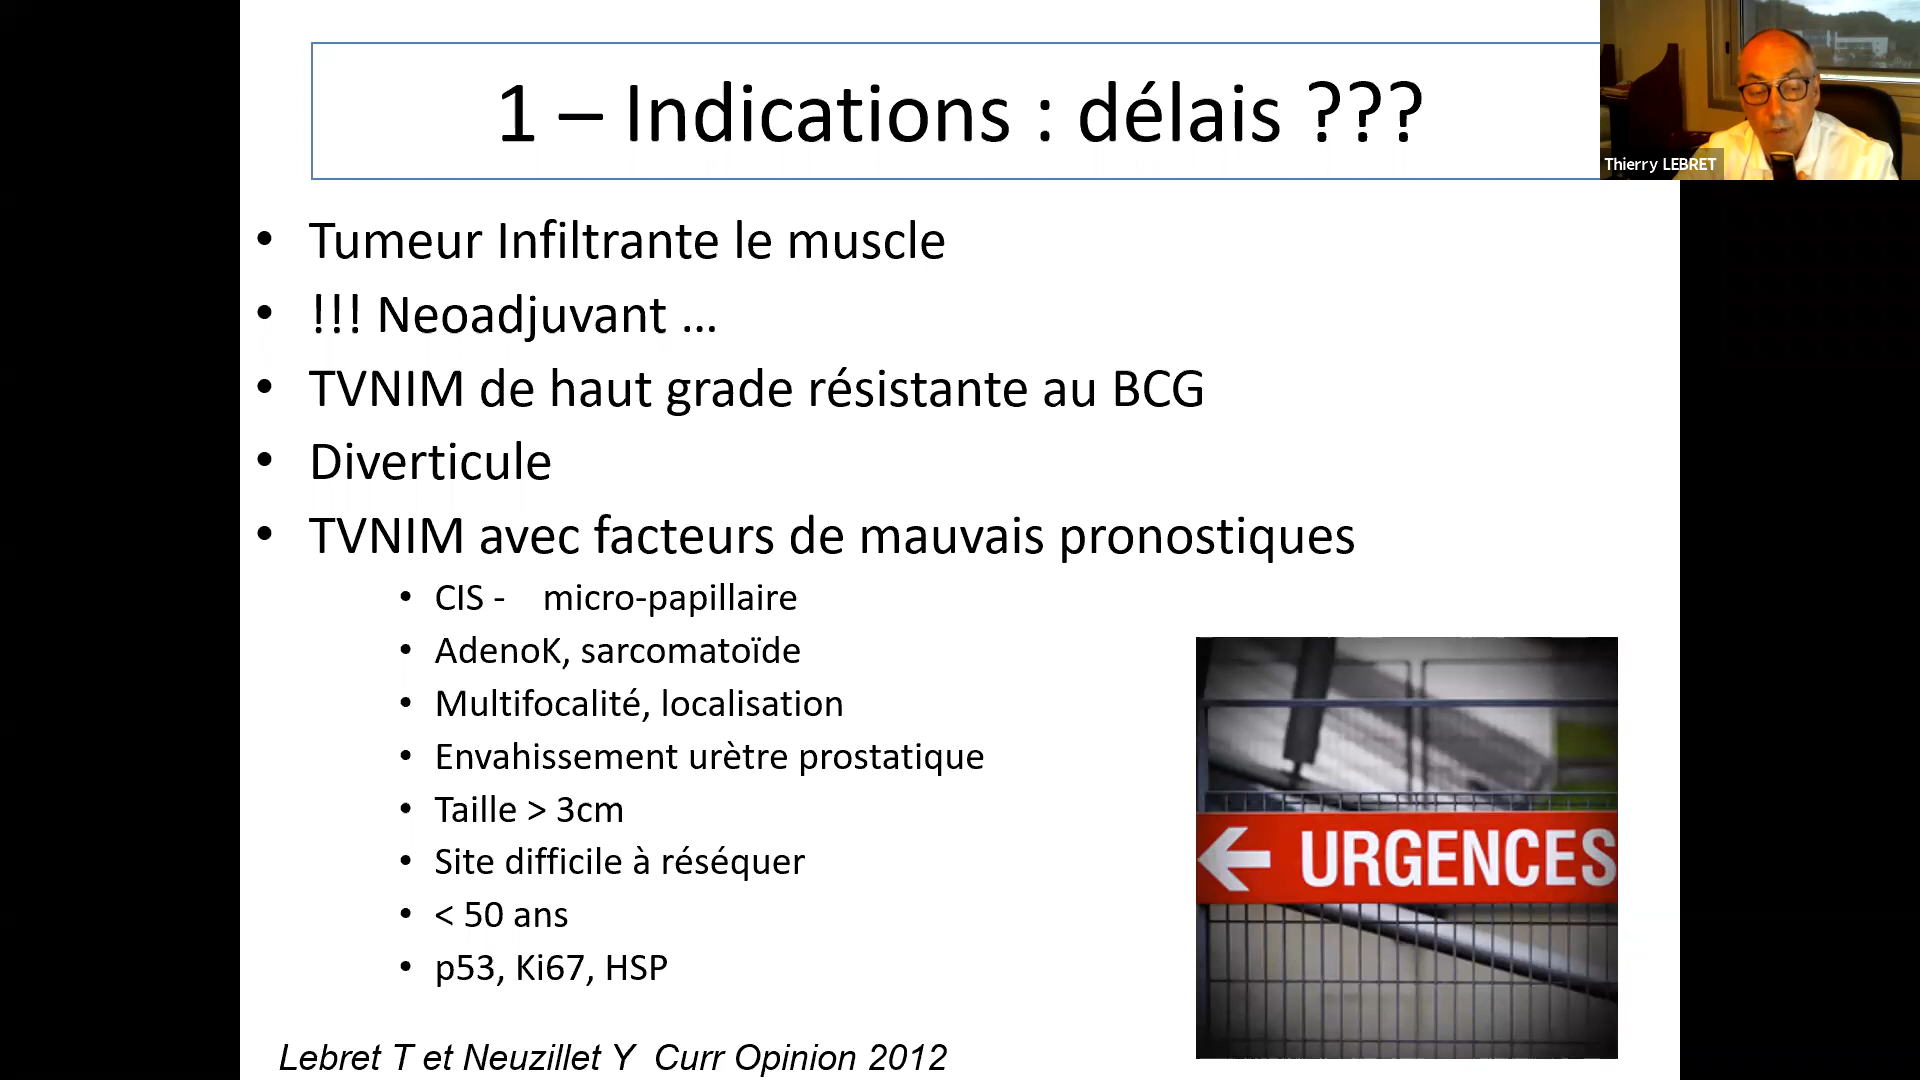 1 – Indications : délais ???
Thierry LEBRET
• Tumeur Infiltrante le muscle
• !!! Neoadjuvant ...
• TVNIM de haut grade résistante au BCG
• Diverticule
• TVNIM avec facteurs de mauvais pronostiques
• CIS - micro-papillaire
• AdenoK, sarcomatoïde
• Multifocalité, localisation
• Envahissement urètre prostatique
• Taille > 3cm
• Site difficile à réséquer
• < 50 ans
• p53, Ki67, HSP
URGENCES
Lebret T et Neuzillet Y Curr Opinion 2012